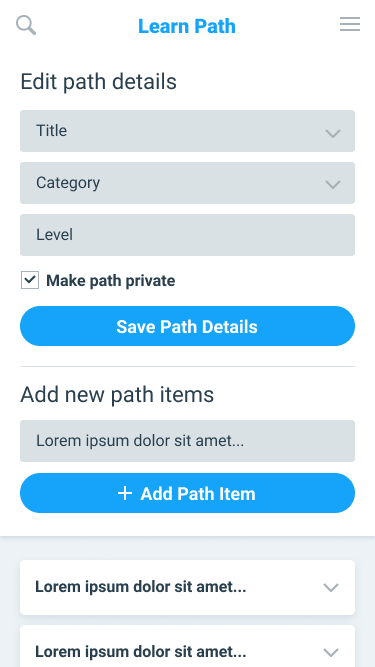 Learn Path
Edit path details
Title
Category
Level
Make path private
Save Path Details
Add new path items
Lorem ipsum dolor sit amet...
Add Path Item
Lorem ipsum dolor sit amet...
Lorem ipsum dolor sit amet...